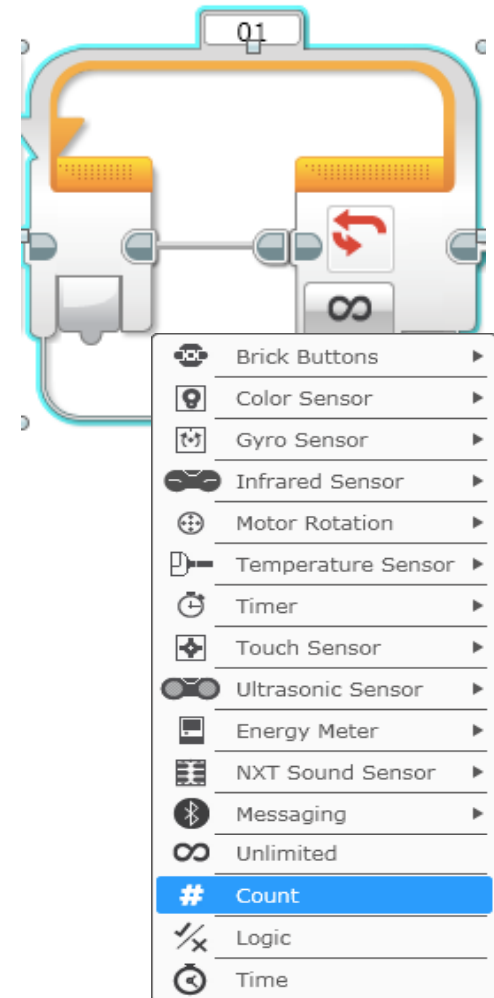 01
Brick Buttons
Color Sensor
Gyro Sensor
Infrared Sensor
Motor Rotation
Temperature Sensor
Timer
Touch Sensor
Ultrasonic Sensor
Energy Meter
NXT Sound Sensor
Messaging
Unlimited
# Count
Logic
Time